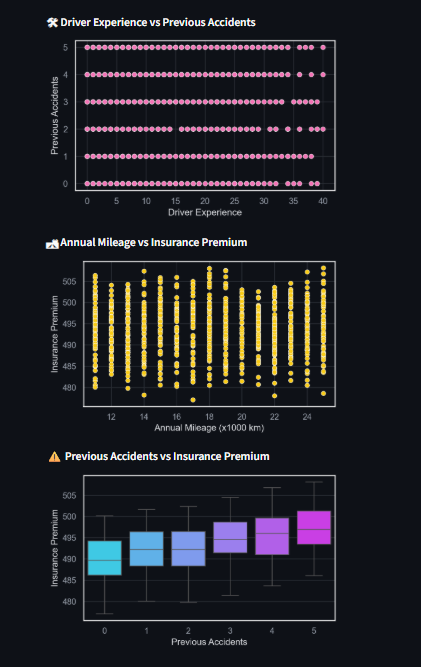 🛠 Driver Experience vs Previous Accidents
5
4
3
2
1
0
Previous Accidents
0 5 10 15 20 25 30 35 40
Driver Experience
Annual Mileage vs Insurance Premium
505
500
495
490
485
480
Insurance Premium
12 14 16 18 20 22 24
Annual Mileage (x1000 km)
⚠️ Previous Accidents vs Insurance Premium
505
500
495
490
485
480
Insurance Premium
0 1 2 3 4 5
Previous Accidents